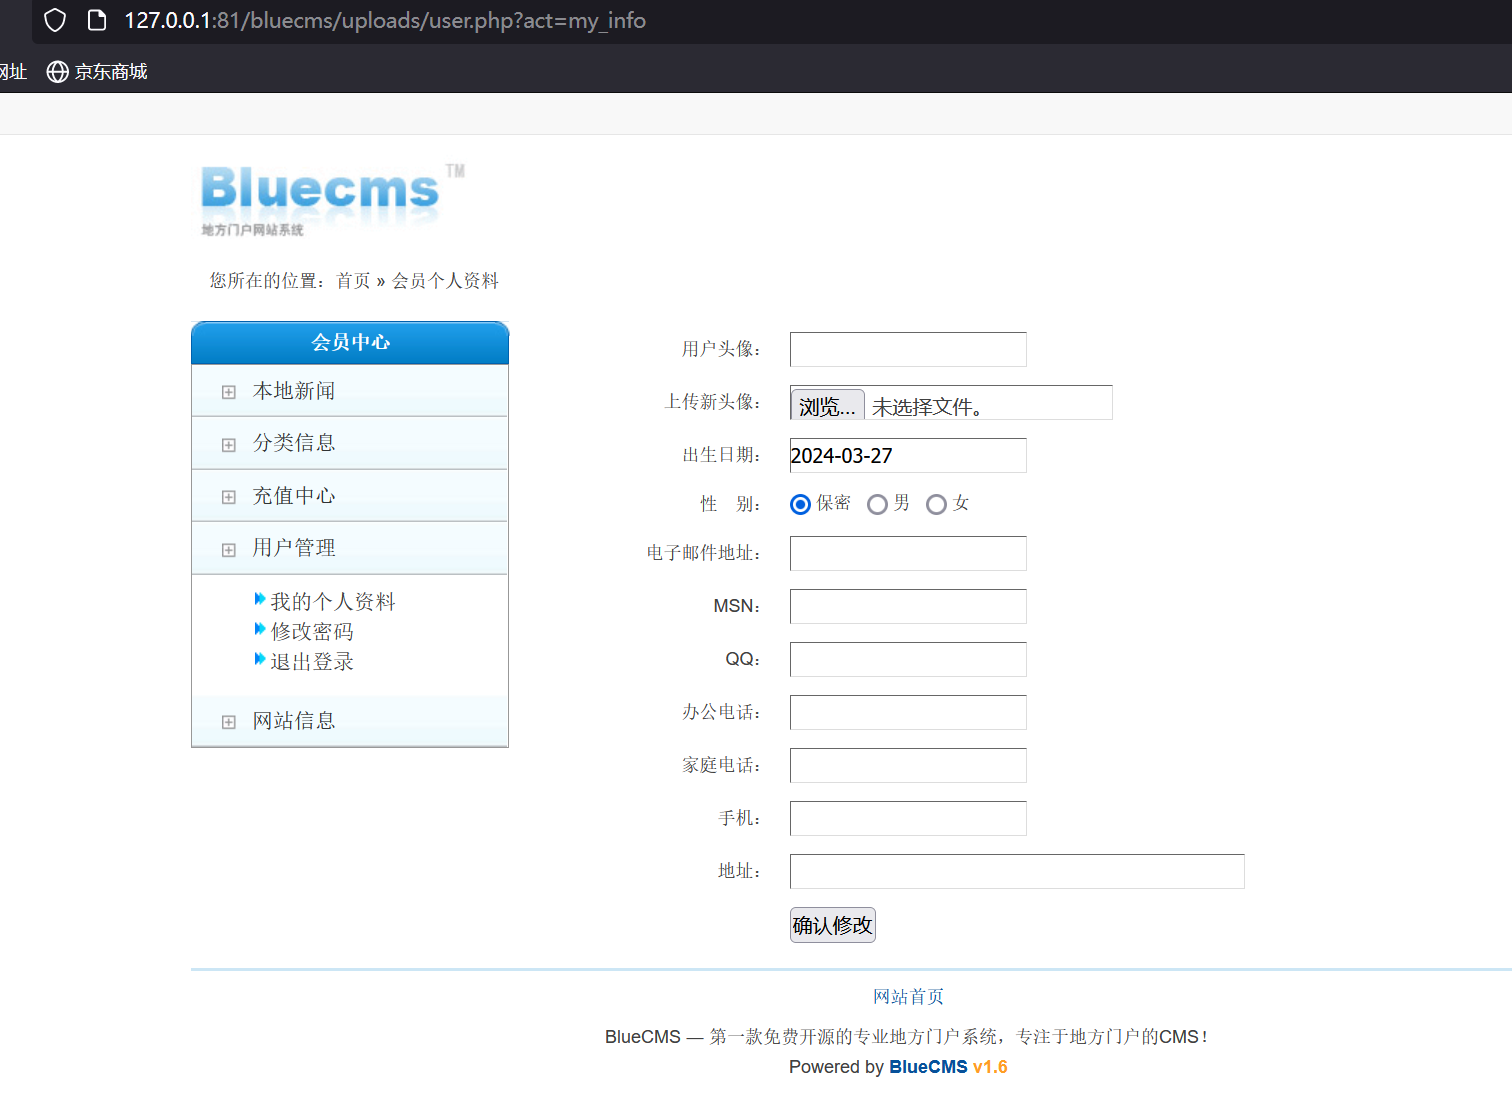 127.0.0.1:81/bluecms/uploads/user.php?act=my_info
网址 京东商城
Bluecms TM
地方门户网站系统
您所在的位置：首页 » 会员个人资料
会员中心
本地新闻
分类信息
充值中心
用户管理
我的个人资料
修改密码
退出登录
网站信息
用户头像：
上传新头像： 浏览... 未选择文件。
出生日期： 2024-03-27
性 别： 保密 男 女
电子邮件地址：
MSN：
QQ：
办公电话：
家庭电话：
手机：
地址：
确认修改
网站首页
BlueCMS — 第一款免费开源的专业地方门户系统，专注于地方门户的CMS！
Powered by BlueCMS v1.6